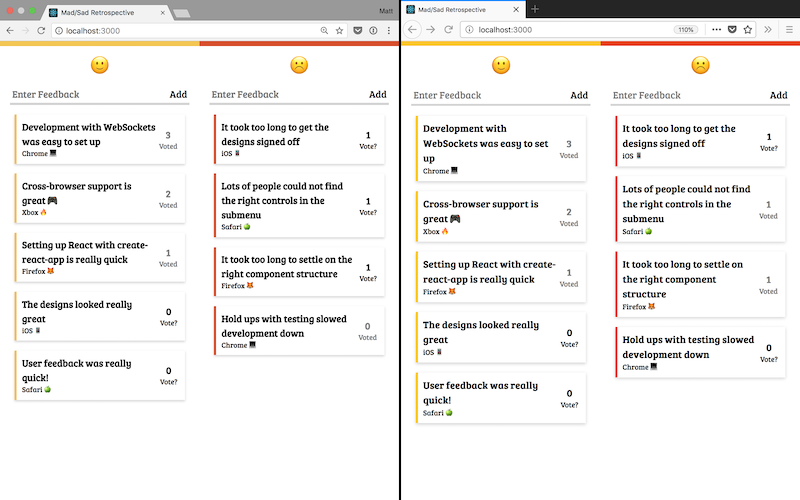 Mad/Sad Retrospective
Matt
localhost:3000
🙂
Enter Feedback
Add
Development with WebSockets
was easy to set up
Chrome 💻
3
Voted
Cross-browser support is
great 🎮
Xbox 🔥
2
Voted
Setting up React with create-
react-app is really quick
Firefox 🦊
1
Voted
The designs looked really
great
iOS 📱
0
Vote?
User feedback was really
quick!
Safari 🍏
0
Vote?
☹️
Enter Feedback
Add
It took too long to get the
designs signed off
iOS 📱
1
Vote?
Lots of people could not find
the right controls in the
submenu
Safari 🍏
1
Vote?
It took too long to settle on the
right component structure
Firefox 🦊
1
Vote?
Hold ups with testing slowed
development down
Chrome 💻
0
Voted
Mad/Sad Retrospective
localhost:3000
110%
🙂
Enter Feedback
Add
Development with
WebSockets was easy to set
up
Chrome 💻
3
Voted
Cross-browser support is
great 🎮
Xbox 🔥
2
Voted
Setting up React with create-
react-app is really quick
Firefox 🦊
1
Voted
The designs looked really
great
iOS 📱
0
Vote?
User feedback was really
quick!
Safari 🍏
0
Vote?
☹️
Enter Feedback
Add
It took too long to get the
designs signed off
iOS 📱
1
Vote?
Lots of people could not find
the right controls in the
submenu
Safari 🍏
1
Voted
It took too long to settle on
the right component
structure
Firefox 🦊
1
Voted
Hold ups with testing slowed
development down
Chrome 💻
0
Vote?